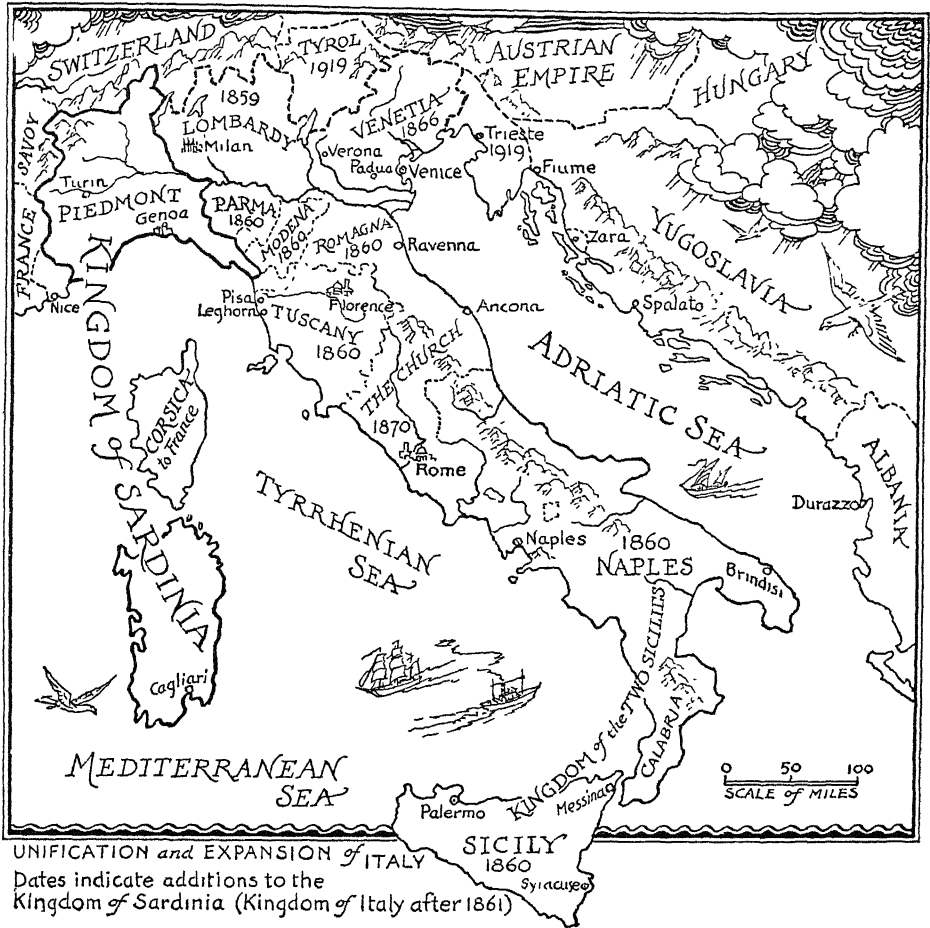 SWITZERLAND
TYROL
1919
AUSTRIAN
EMPIRE
HUNGARY
1859
LOMBARDY
Milan
VENETIA
1866
Trieste
1919
Verona
Padua
Venice
Fiume
SAVOY
FRANCE
Turin
PIEDMONT
Genoa
PARMA
1860
MODENA
1860
ROMAGNA
1860
Ravenna
Zara
YUGOSLAVIA
Nice
Pisa
Leghorn
Florence
TUSCANY
1860
Ancona
Spalato
KINGDOM of SARDINIA
CORSICA
to France
THE CHURCH
1870
Rome
ADRIATIC SEA
ALBANIA
Durazzo
TYRRHENIAN
SEA
Naples
1860
NAPLES
Brindisi
Cagliari
KINGDOM of the TWO SICILIES
CALABRIA
MEDITERRANEAN
SEA
Palermo
Messina
0 50 100
SCALE of MILES
SICILY
1860
Syracuse
UNIFICATION and EXPANSION of ITALY
Dates indicate additions to the
Kingdom of Sardinia (Kingdom of Italy after 1861)